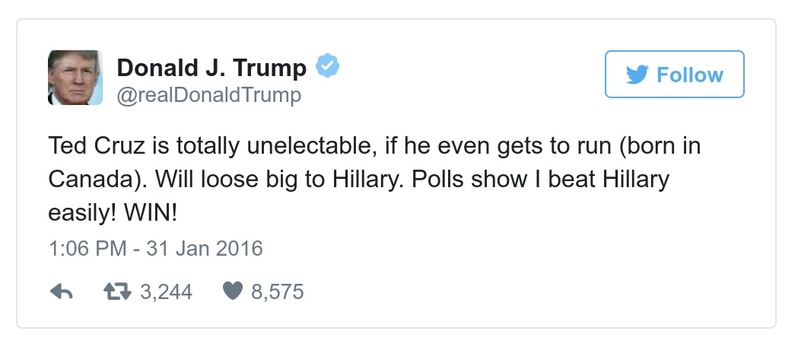 Donald J. Trump
@realDonaldTrump
Follow
Ted Cruz is totally unelectable, if he even gets to run (born in
Canada). Will loose big to Hillary. Polls show I beat Hillary
easily! WIN!
1:06 PM - 31 Jan 2016
3,244 8,575